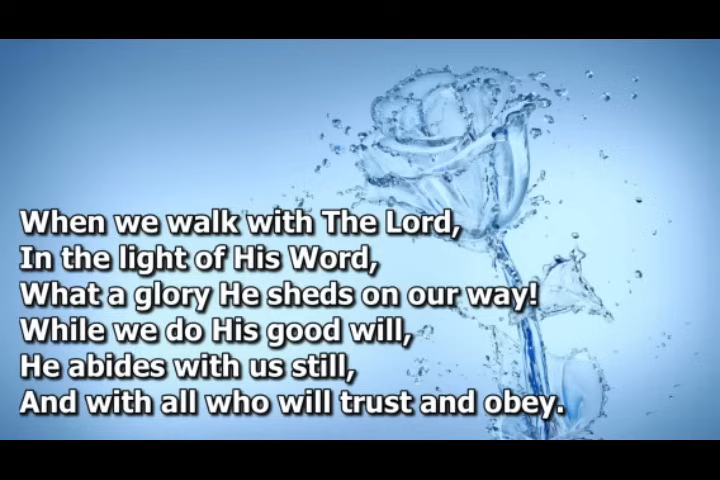 When we walk with The Lord,
In the light of His Word,
What a glory He sheds on our way!
While we do His good will,
He abides with us still,
And with all who will trust and obey.